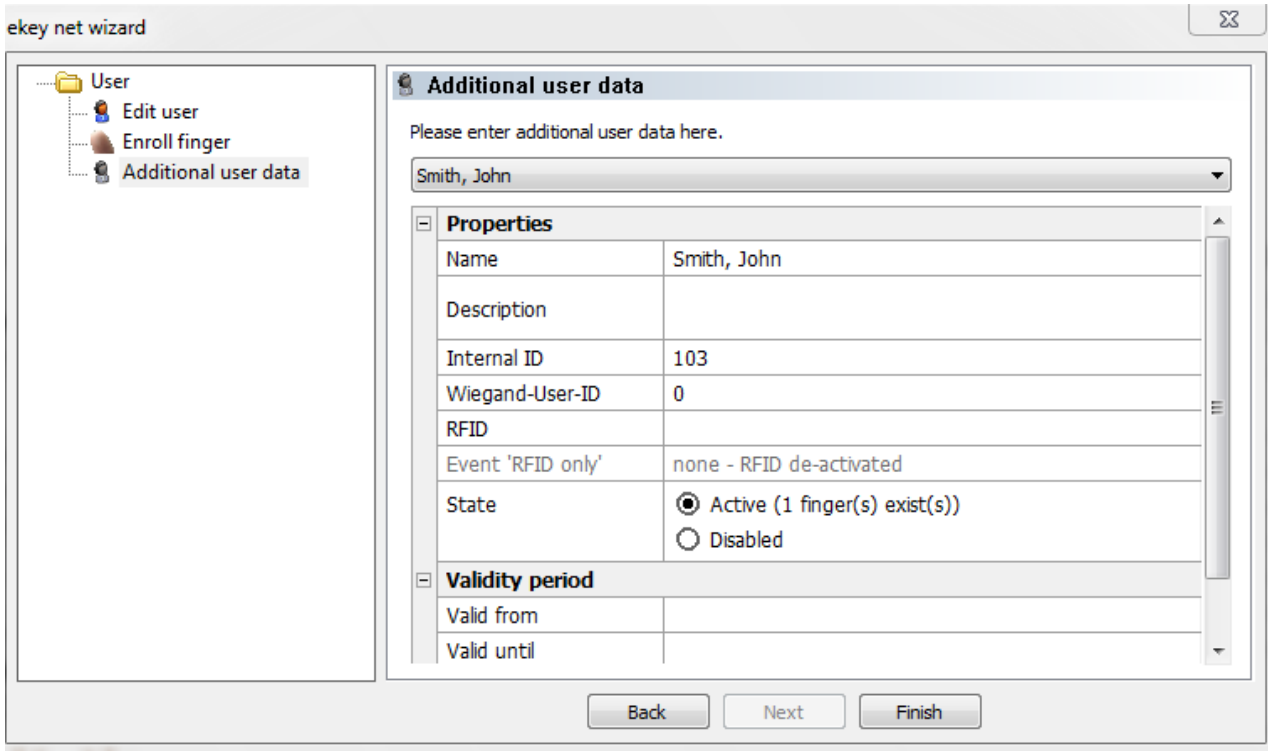 ekey net wizard
User
Edit user
Enroll finger
Additional user data
Additional user data
Please enter additional user data here.
Smith, John
Properties
Name Smith, John
Description
Internal ID 103
Wiegand-User-ID 0
RFID
Event 'RFID only' none - RFID de-activated
State Active (1 finger(s) exist(s))
Disabled
Validity period
Valid from
Valid until
Back Next Finish